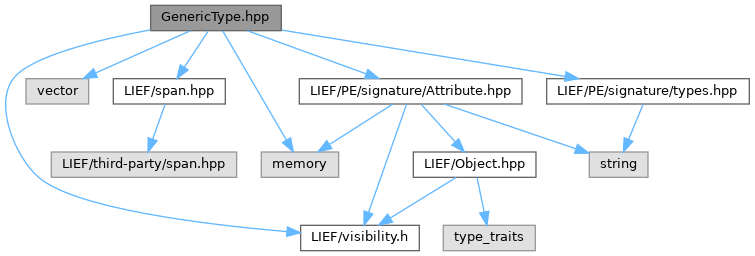 GenericType.hpp
vector
LIEF/span.hpp
LIEF/PE/signature/Attribute.hpp
LIEF/PE/signature/types.hpp
LIEF/third-party/span.hpp
memory
LIEF/Object.hpp
string
LIEF/visibility.h
type_traits